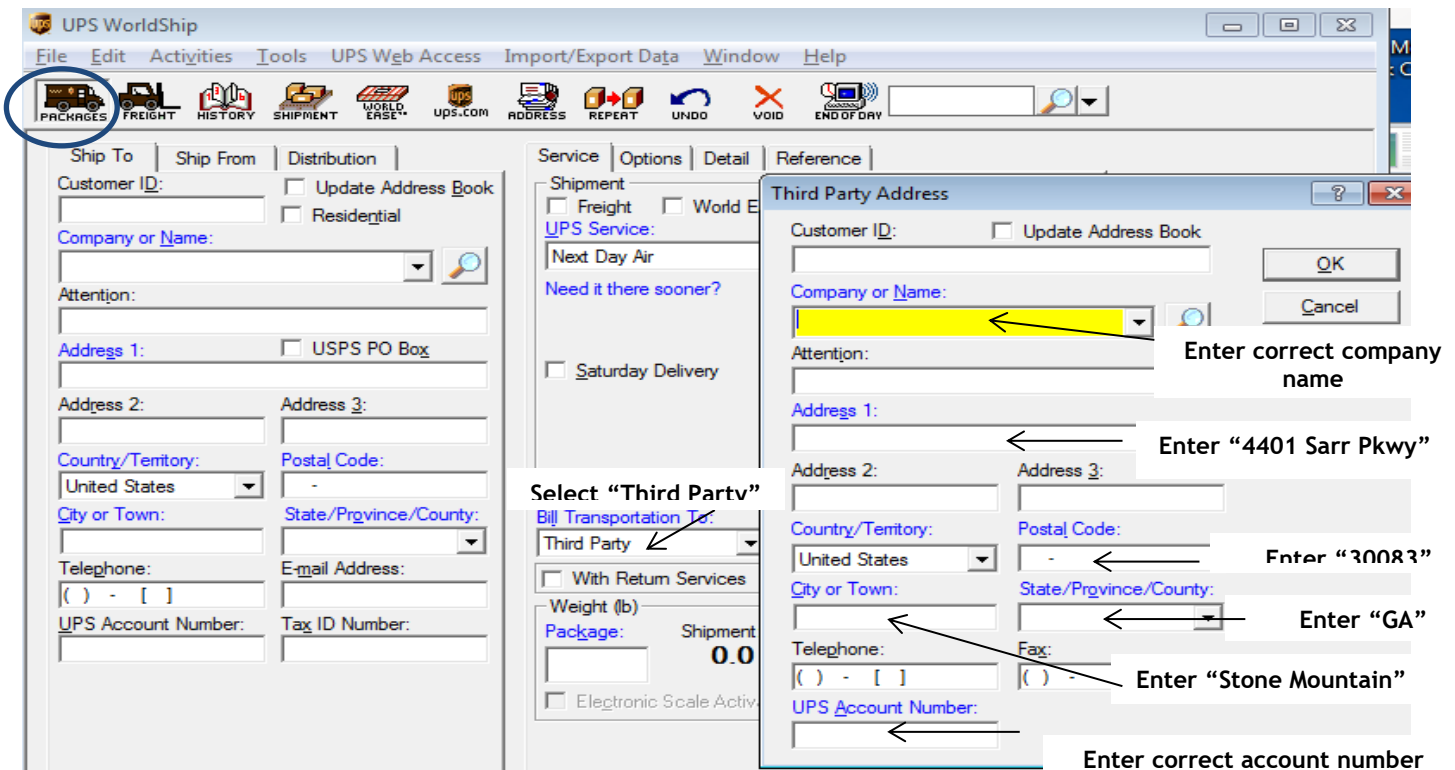 UPS WorldShip
File Edit Activities Tools UPS Web Access Import/Export Data Window Help
PACKAGES FREIGHT HISTORY SHIPMENT WORLD EASE ups.com ADDRESS REPEAT UNDO VOID END OF DAY
Ship To Ship From Distribution
Customer ID:
Update Address Book
Residential
Company or Name:
Attention:
Address 1:
USPS PO Box
Address 2: Address 3:
Country/Territory: Postal Code:
United States -
City or Town: State/Province/County:
Telephone: E-mail Address:
( ) - [ ]
UPS Account Number: Tax ID Number:
Service Options Detail Reference
Shipment
Freight World E
UPS Service:
Next Day Air
Need it there sooner?
Saturday Delivery
Select “Third Party”
Bill Transportation To:
Third Party
With Return Services
Weight (lb)
Package: Shipment
0.0
Electronic Scale Activ
Third Party Address
Customer ID: Update Address Book
OK
Company or Name:
Cancel
Enter correct company
name
Attention:
Address 1:
Enter “4401 Sarr Pkwy”
Address 2: Address 3:
Country/Territory: Postal Code:
United States -
Enter “30083”
City or Town: State/Province/County:
Enter “GA”
Telephone: Fax:
( ) - [ ] ( ) -
Enter “Stone Mountain”
UPS Account Number:
Enter correct account number